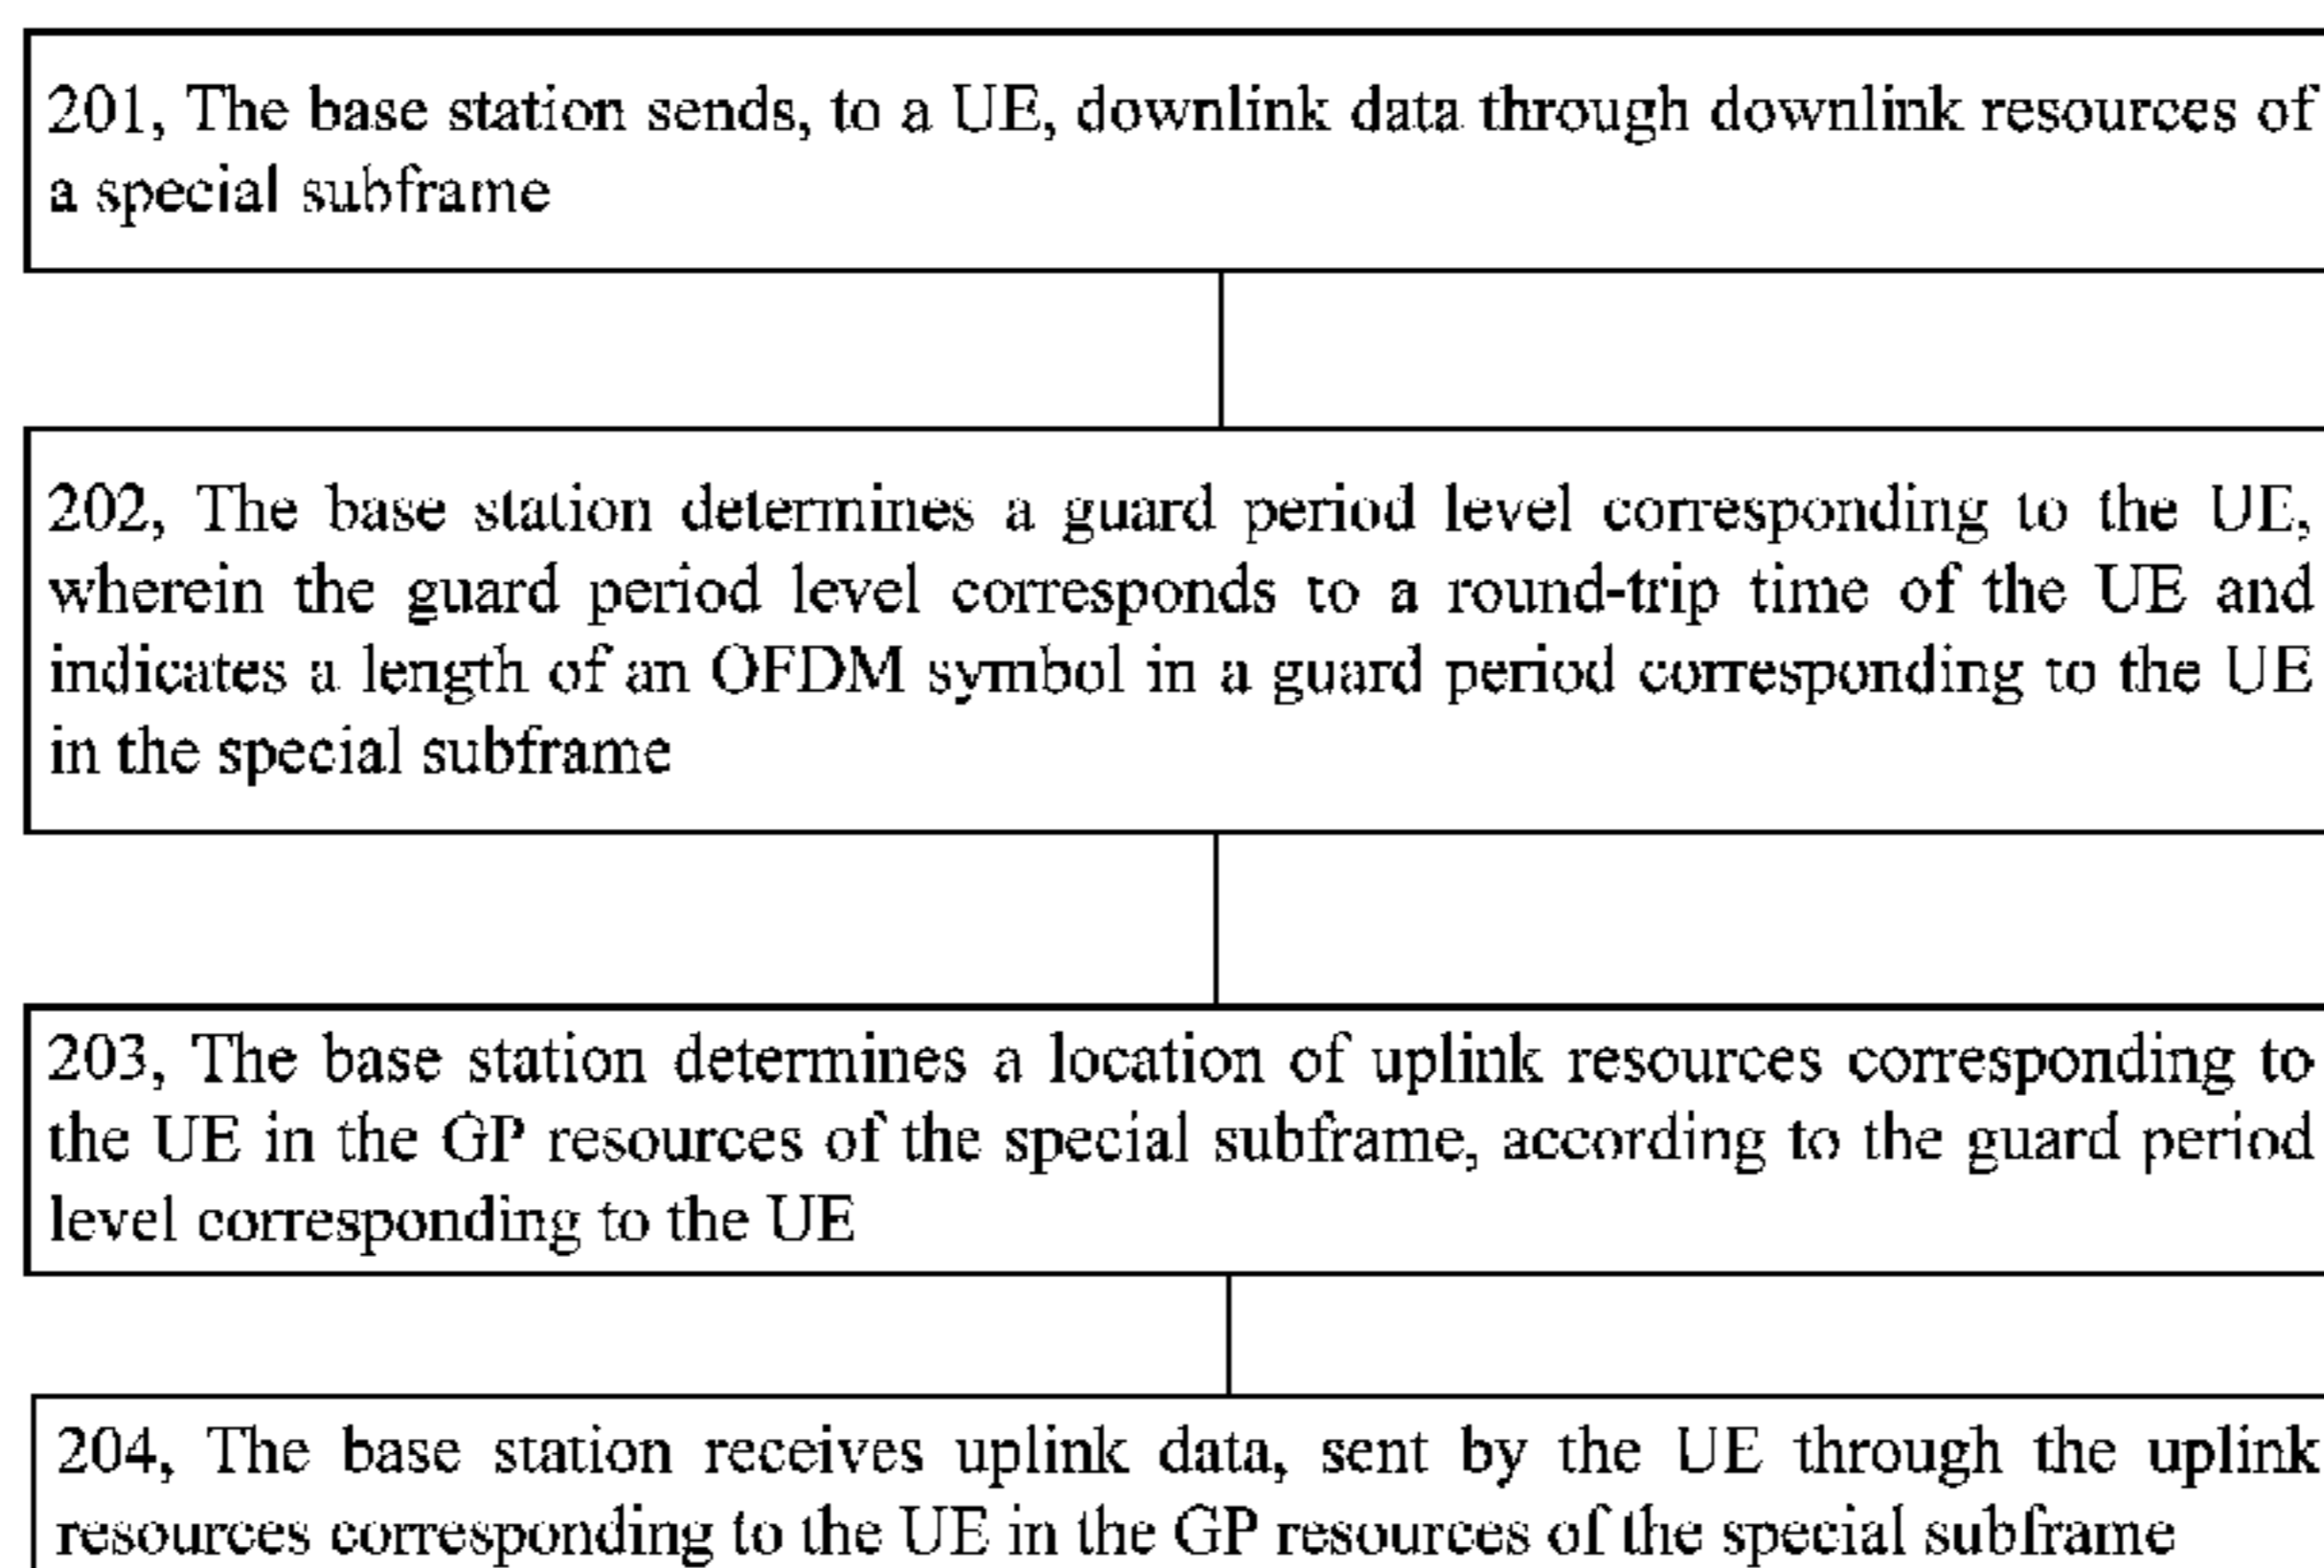 201, The base station sends, to a UE, downlink data through downlink resources of
a special subframe
202, The base station determines a guard period level corresponding to the UE,
wherein the guard period level corresponds to a round-trip time of the UE and
indicates a length of an OFDM symbol in a guard period corresponding to the UE
in the special subframe
203, The base station determines a location of uplink resources corresponding to
the UE in the GP resources of the special subframe, according to the guard period
level corresponding to the UE
204, The base station receives uplink data, sent by the UE through the uplink
resources corresponding to the UE in the GP resources of the special subframe